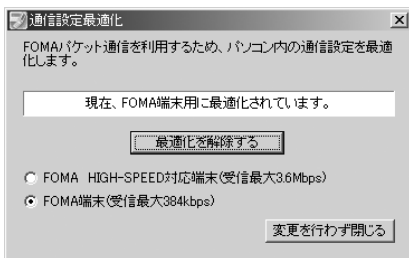 通信設定最適化
FOMAパケット通信を利用するため、パソコン内の通信設定を最適
化します。
現在、FOMA端末用に最適化されています。
最適化を解除する
FOMA HIGH-SPEED対応端末(受信最大3.6Mbps)
FOMA端末(受信最大384kbps)
変更を行わず閉じる